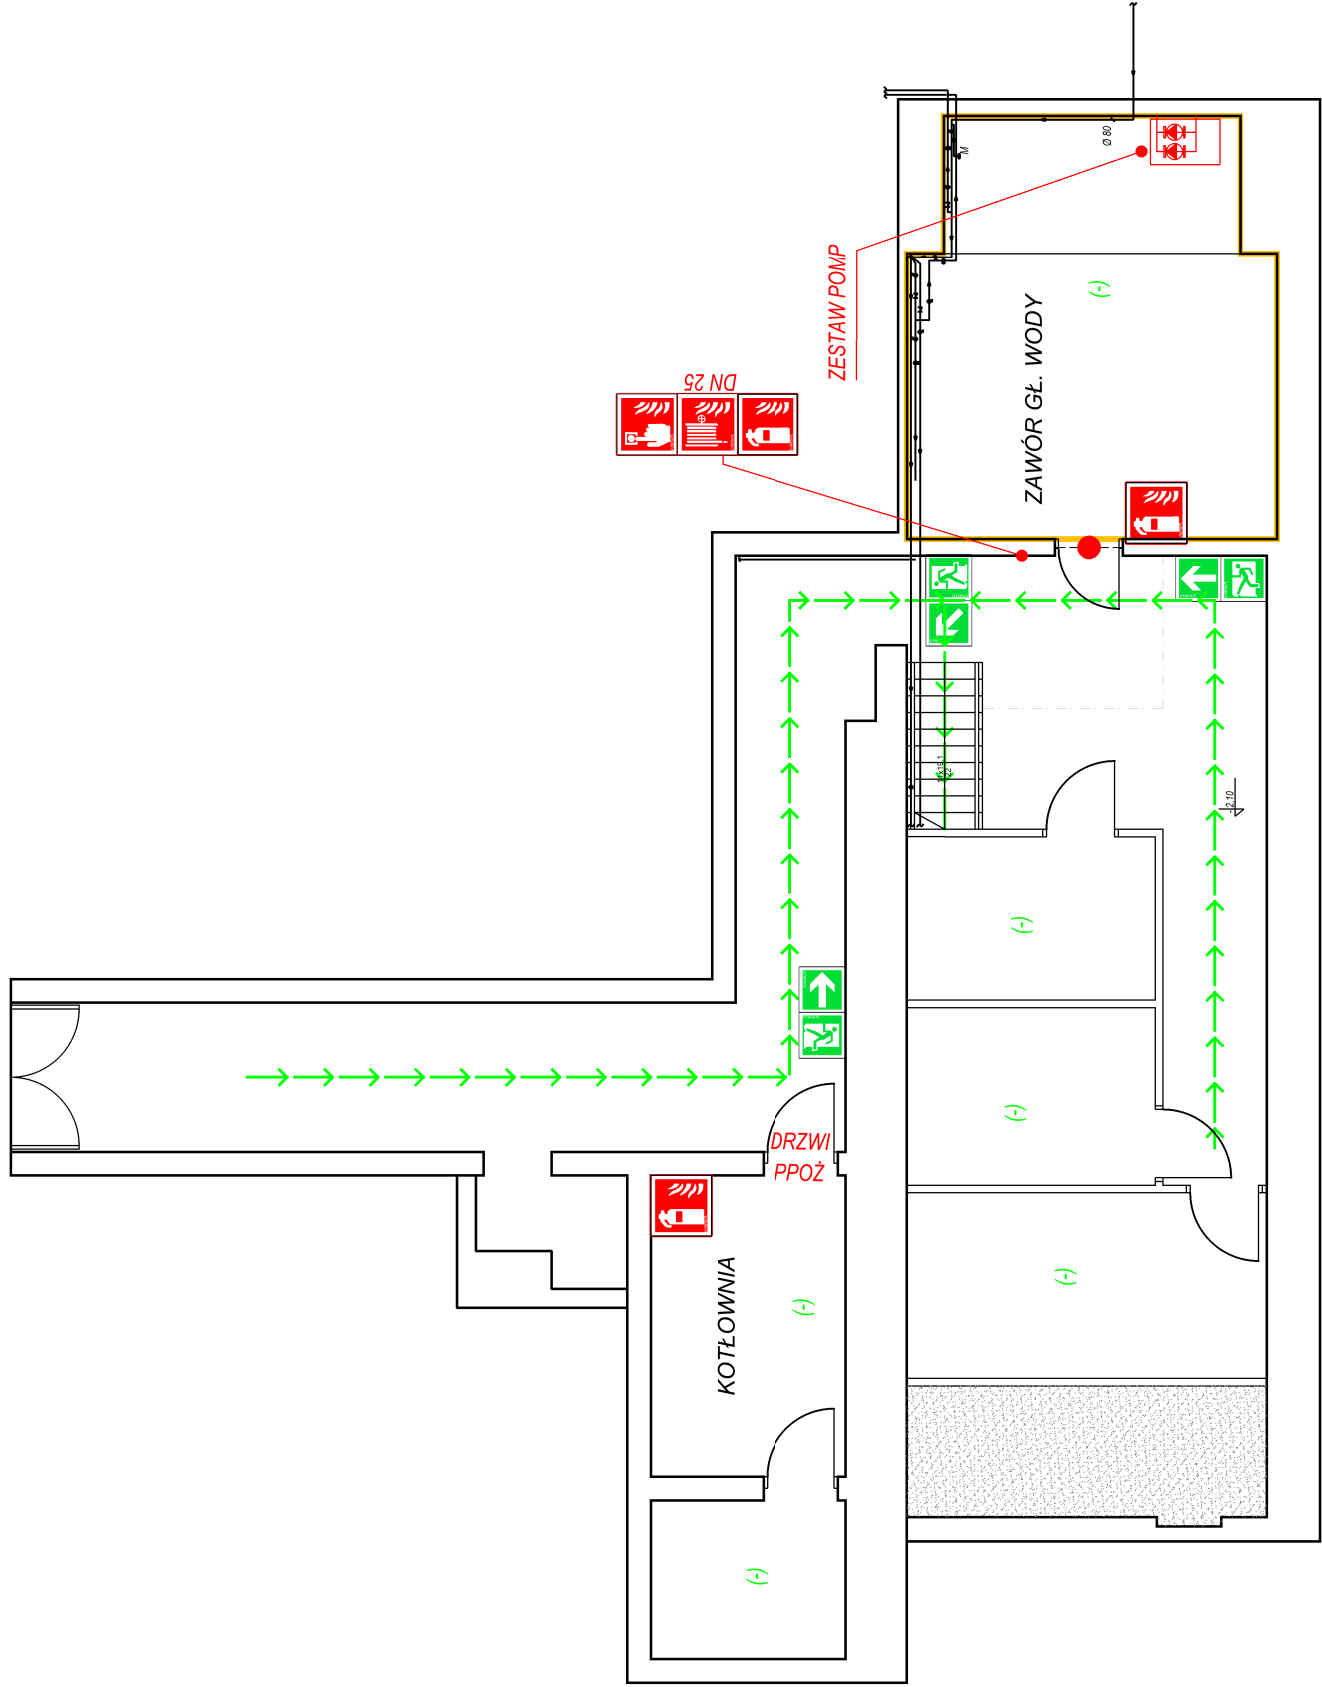 Ø 80
M
ZESTAW POMP
(-)
ZAWÓR GŁ. WODY
DN 25
-2,10
(-)
(-)
DRZWI
PPOŻ
KOTŁOWNIA
(-)
(-)
(-)